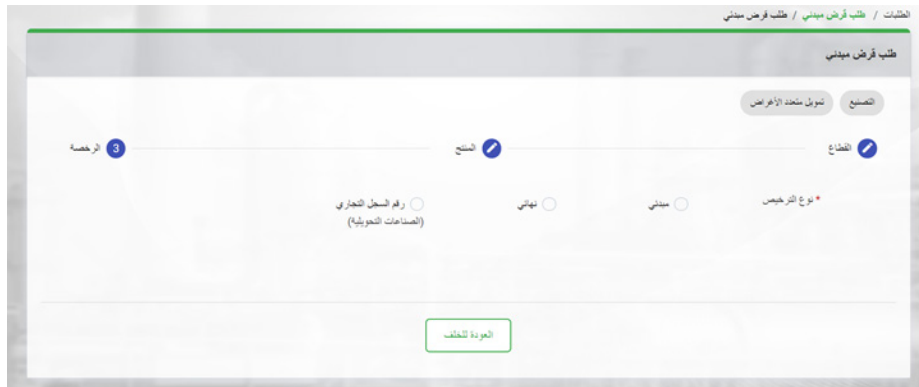 الطلبات / طلب قرض مبدئي / طلب قرض مبدئي
طلب قرض مبدئي
التصنيع تمويل متعدد الأغراض
القطاع المنتج 3 الرخصة
* نوع الترخيص مبدئي نهائي رقم السجل التجاري
(الصناعات التحويلية)
العودة للخلف